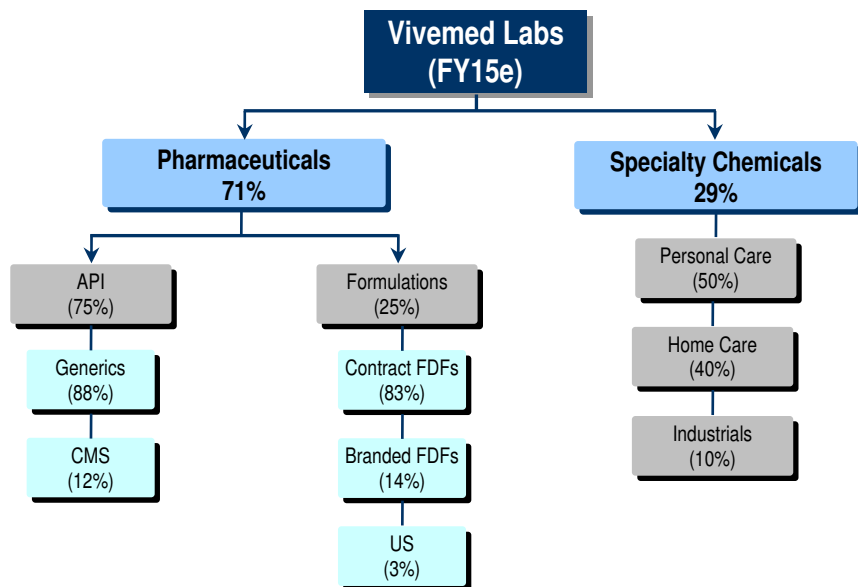 Vivemed Labs
(FY15e)
Pharmaceuticals
71%
Specialty Chemicals
29%
API
(75%)
Generics
(88%)
CMS
(12%)
Formulations
(25%)
Contract FDFs
(83%)
Branded FDFs
(14%)
US
(3%)
Personal Care
(50%)
Home Care
(40%)
Industrials
(10%)